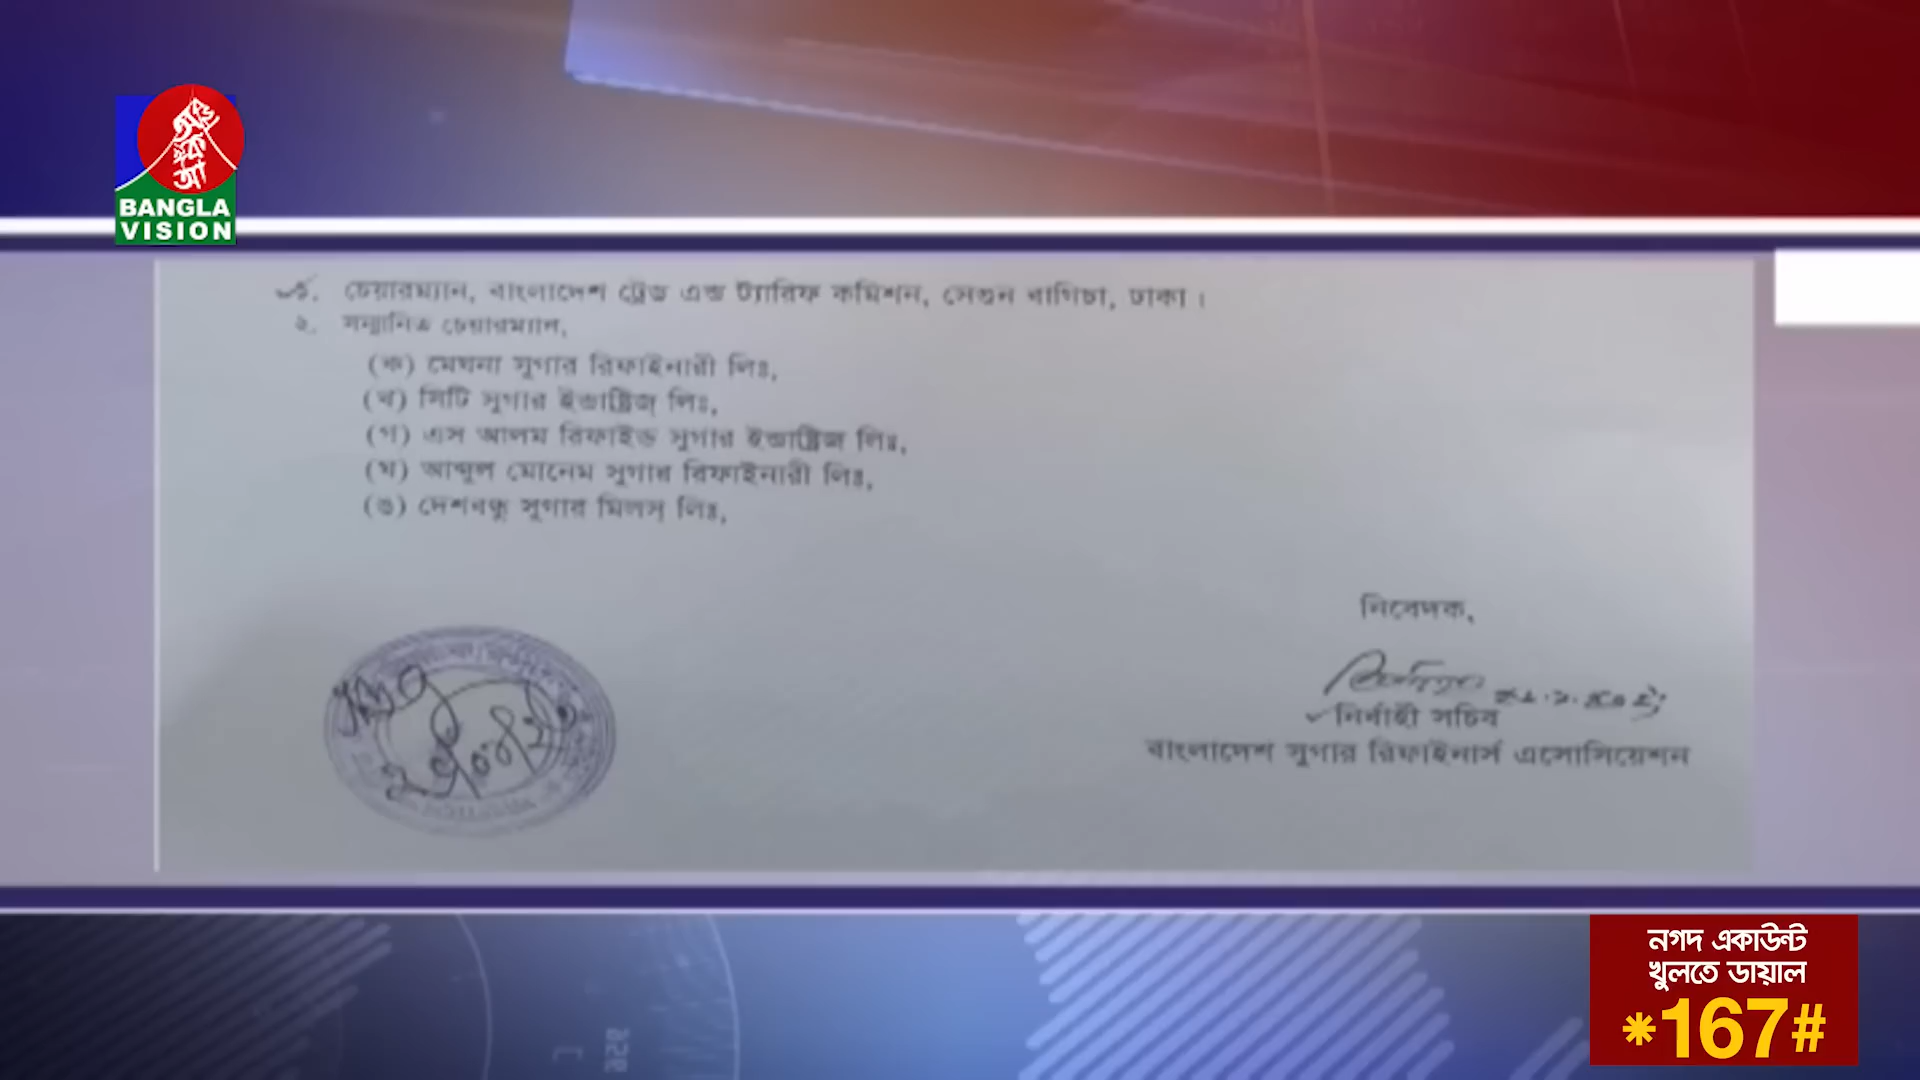 BANGLA
VISION
১. চেয়ারম্যান, বাংলাদেশ ট্রেড এন্ড ট্যারিফ কমিশন, সেগুন বাগিচা, ঢাকা।
২. সম্মানিত চেয়ারম্যান,
(ক) মেঘনা সুগার রিফাইনারী লিঃ,
(খ) সিটি সুগার ইন্ডাষ্ট্রিজ্ লিঃ,
(গ) এস আলম রিফাইন্ড সুগার ইন্ডাষ্ট্রিজ লিঃ,
(ঘ) আব্দুল মোনেম সুগার রিফাইনারী লিঃ,
(ঙ) দেশবন্ধু সুগার মিলস্ লিঃ,
নিবেদক,
নির্বাহী সচিব
বাংলাদেশ সুগার রিফাইনার্স এসোসিয়েশন
নগদ একাউন্ট
খুলতে ডায়াল
*167#